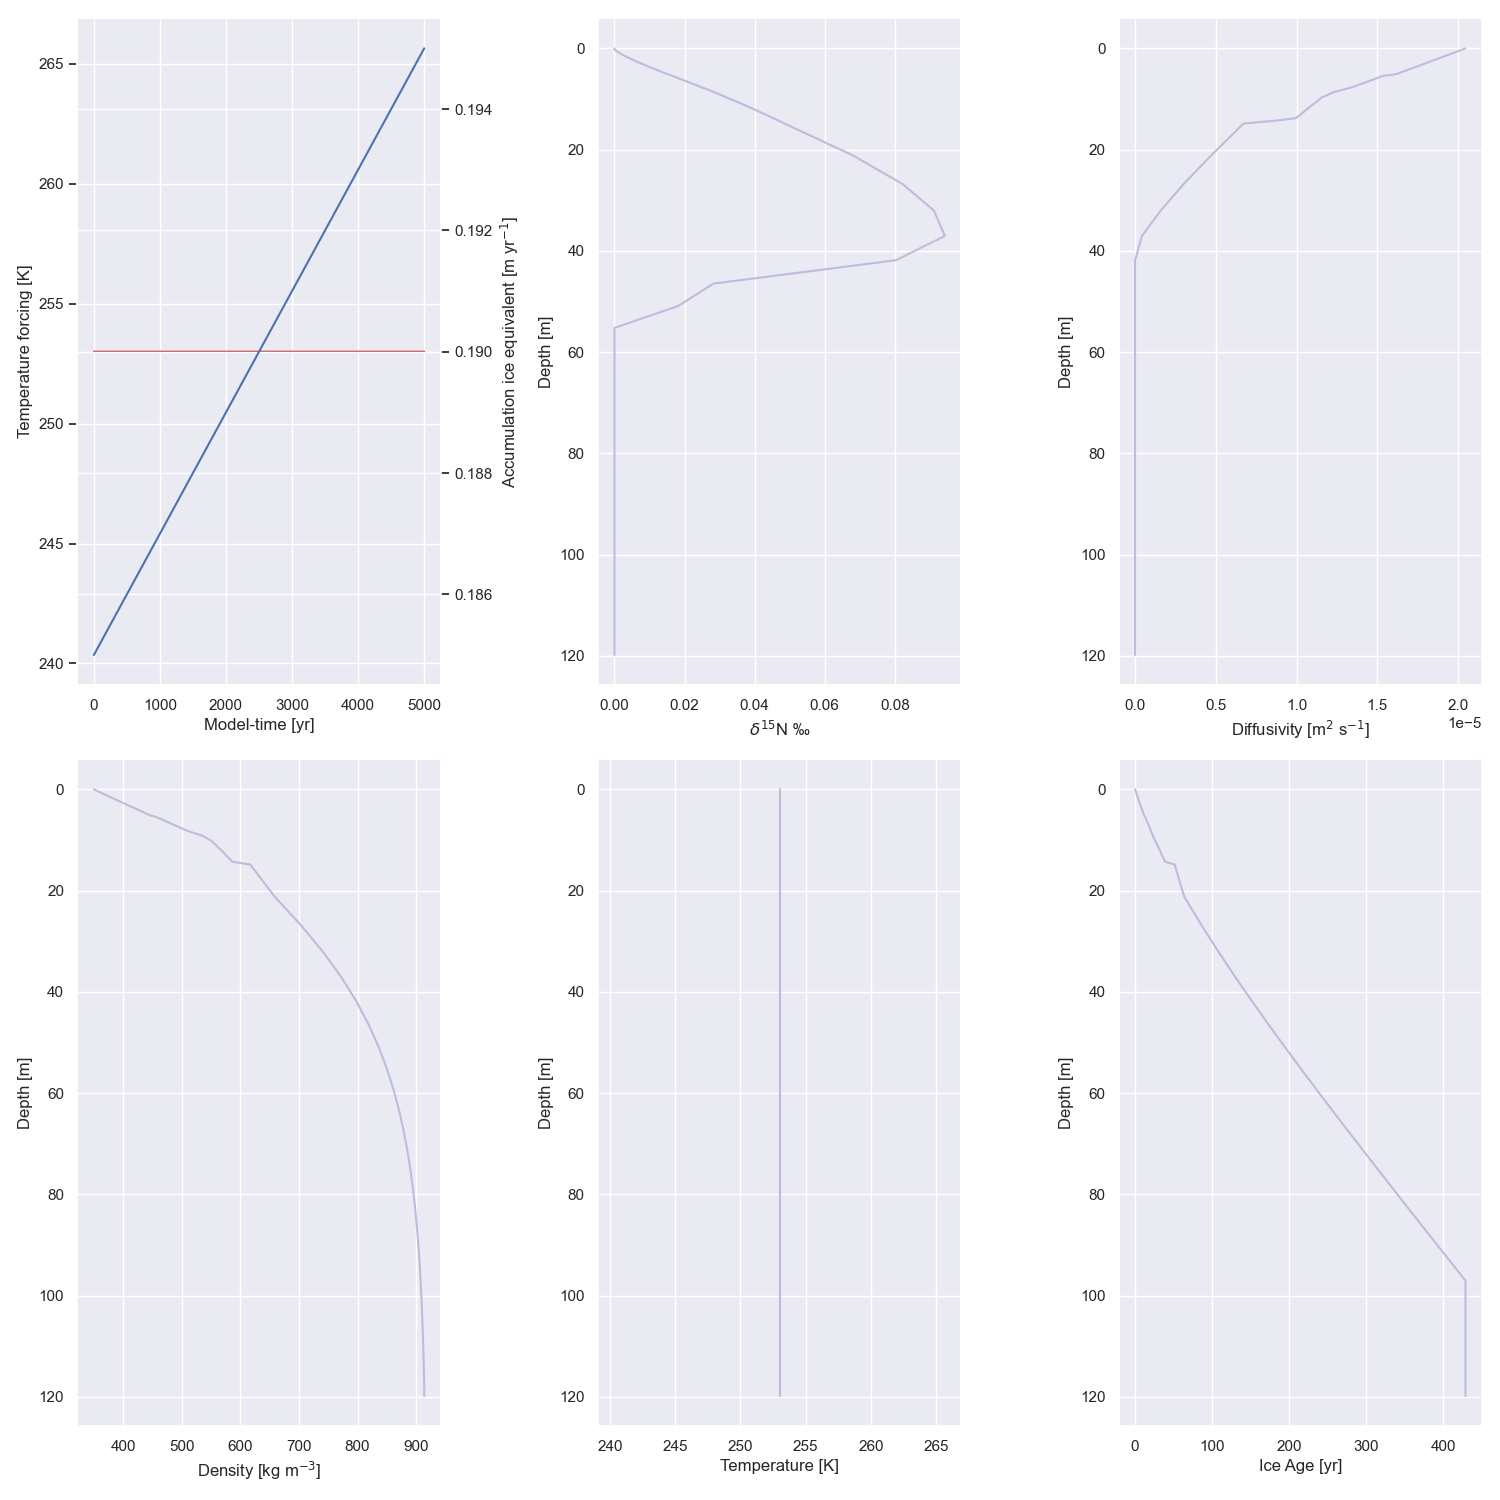 Temperature forcing [K]
265
260
255
250
245
240
0 1000 2000 3000 4000 5000
Model-time [yr]
0.194
0.192
0.190
0.188
0.186
Accumulation ice equivalent [m yr⁻¹]
Depth [m]
0
20
40
60
80
100
120
0.00 0.02 0.04 0.06 0.08
δ¹⁵N ‰
Depth [m]
0
20
40
60
80
100
120
0.0 0.5 1.0 1.5 2.0
1e−5
Diffusivity [m² s⁻¹]
Depth [m]
0
20
40
60
80
100
120
400 500 600 700 800 900
Density [kg m⁻³]
Depth [m]
0
20
40
60
80
100
120
240 245 250 255 260 265
Temperature [K]
Depth [m]
0
20
40
60
80
100
120
0 100 200 300 400
Ice Age [yr]